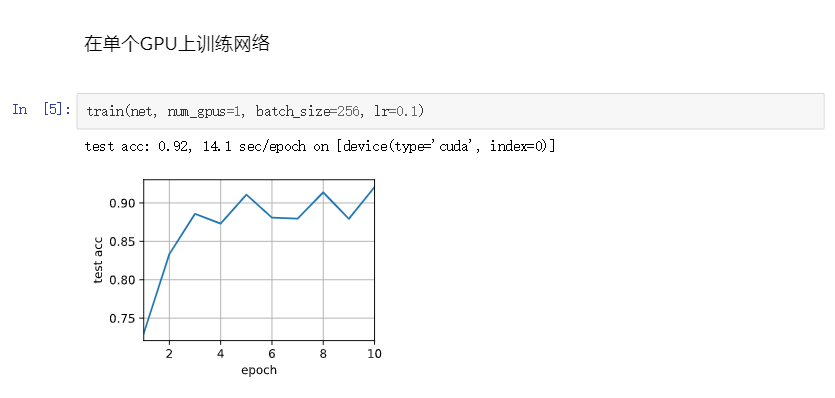 在单个GPU上训练网络
In [5]: train(net, num_gpus=1, batch_size=256, lr=0.1)
test acc: 0.92, 14.1 sec/epoch on [device(type='cuda', index=0)]
0.90
0.85
0.80
0.75
test acc
2 4 6 8 10
epoch